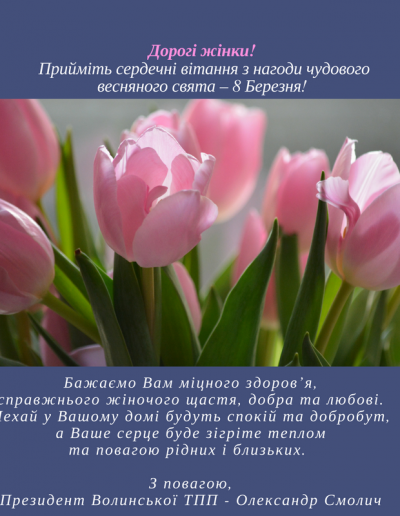 Дорогі жінки!
Прийміть сердечні вітання з нагоди чудового
весняного свята – 8 Березня!
Бажаємо Вам міцного здоров’я,
справжнього жіночого щастя, добра та любові.
Нехай у Вашому домі будуть спокій та добробут,
а Ваше серце буде зігріте теплом
та повагою рідних і близьких.
З повагою,
Президент Волинської ТПП - Олександр Смолич